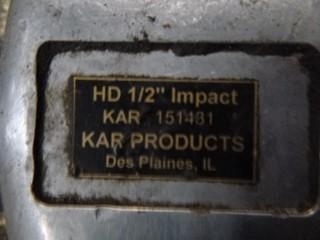 HD 1/2" Impact
KAR 151481
KAR PRODUCTS
Des Plaines, IL